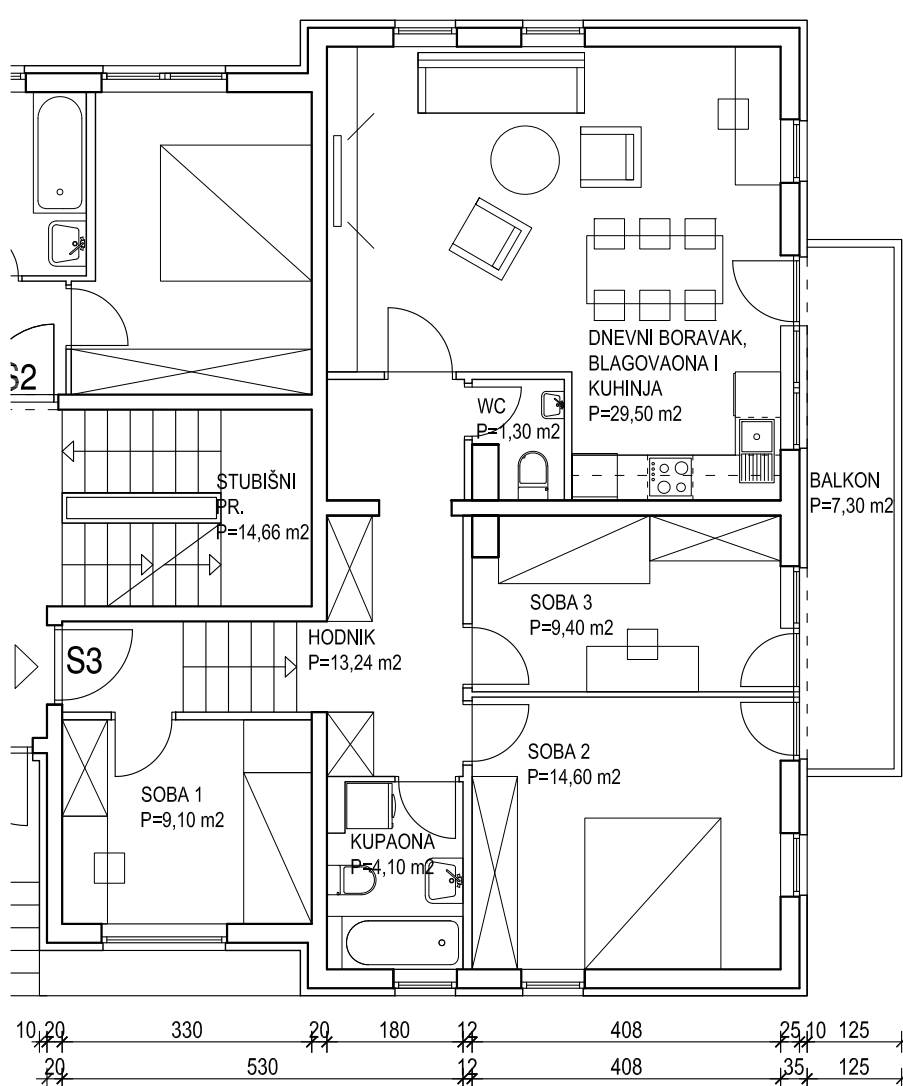 DNEVNI BORAVAK,
BLAGOVAONA I
KUHINJA
P=29,50 m2
S2
WC
P=1,30 m2
STUBIŠNI
PR.
P=14,66 m2
BALKON
P=7,30 m2
SOBA 3
P=9,40 m2
HODNIK
P=13,24 m2
S3
SOBA 2
P=14,60 m2
SOBA 1
P=9,10 m2
KUPAONA
P=4,10 m2
10 20 330 20 180 12 408 25 10 125
20 530 12 408 35 125